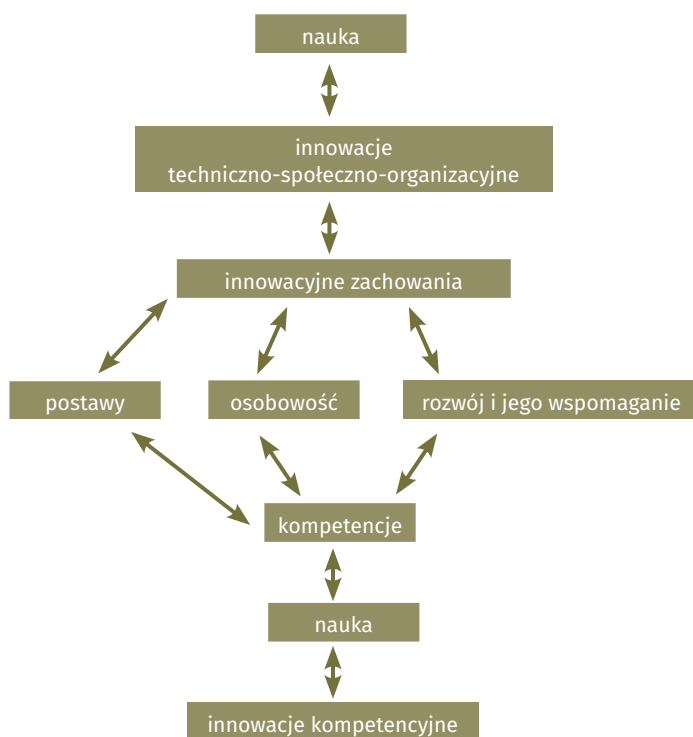 nauka
innowacje
techniczno-społeczno-organizacyjne
innowacyjne zachowania
postawy
osobowość
rozwój i jego wspomaganie
kompetencje
nauka
innowacje kompetencyjne